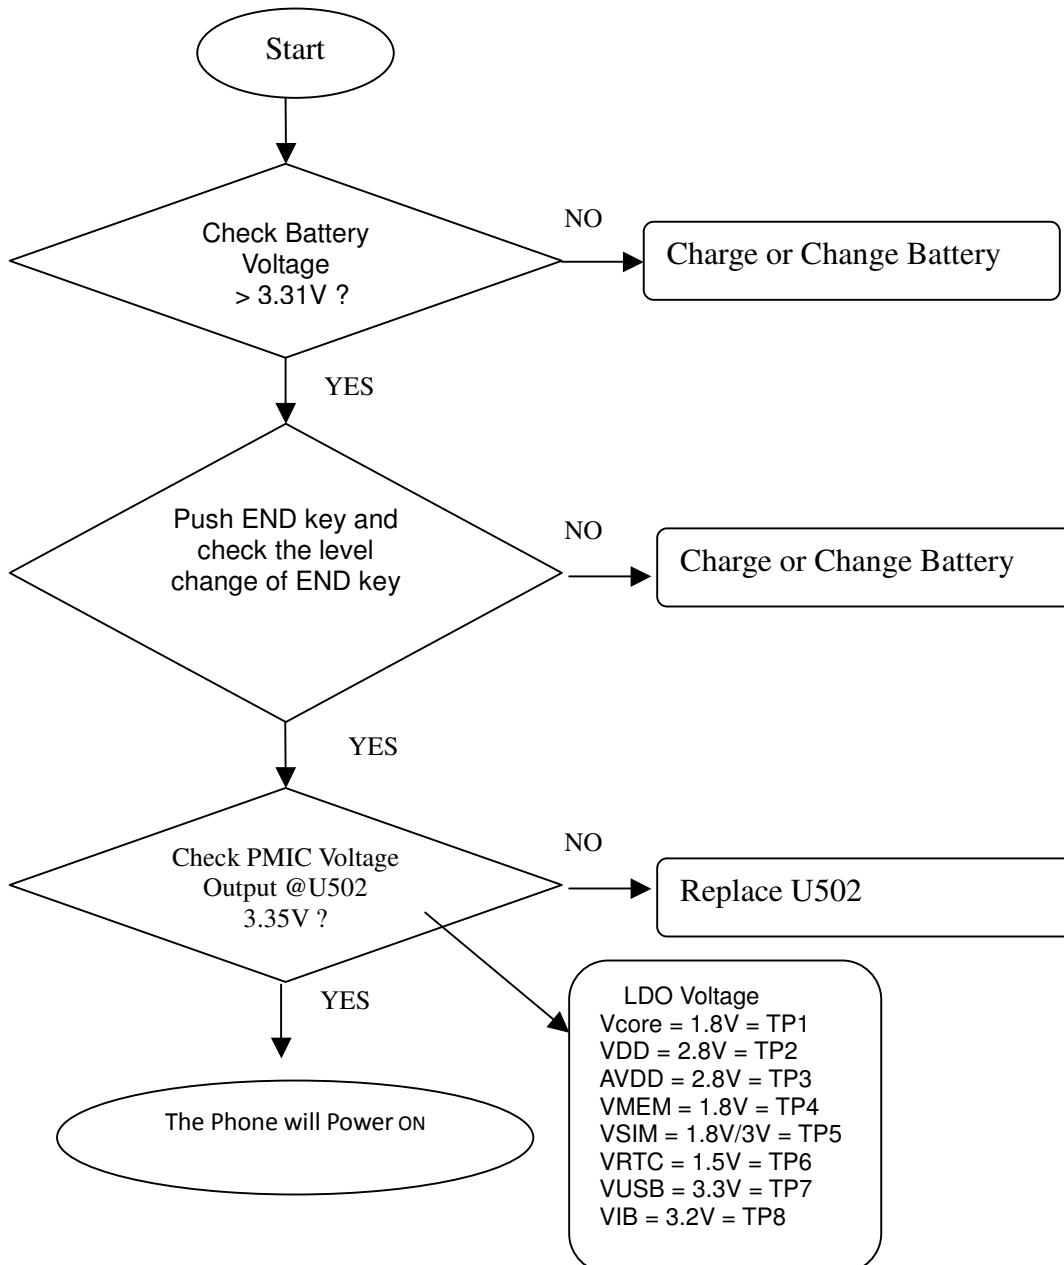 Start
Check Battery
Voltage
> 3.31V ?
NO
Charge or Change Battery
YES
Push END key and
check the level
change of END key
NO
Charge or Change Battery
YES
Check PMIC Voltage
Output @U502
3.35V ?
NO
Replace U502
YES
The Phone will Power ON
LDO Voltage
Vcore = 1.8V = TP1
VDD = 2.8V = TP2
AVDD = 2.8V = TP3
VMEM = 1.8V = TP4
VSIM = 1.8V/3V = TP5
VRTC = 1.5V = TP6
VUSB = 3.3V = TP7
VIB = 3.2V = TP8